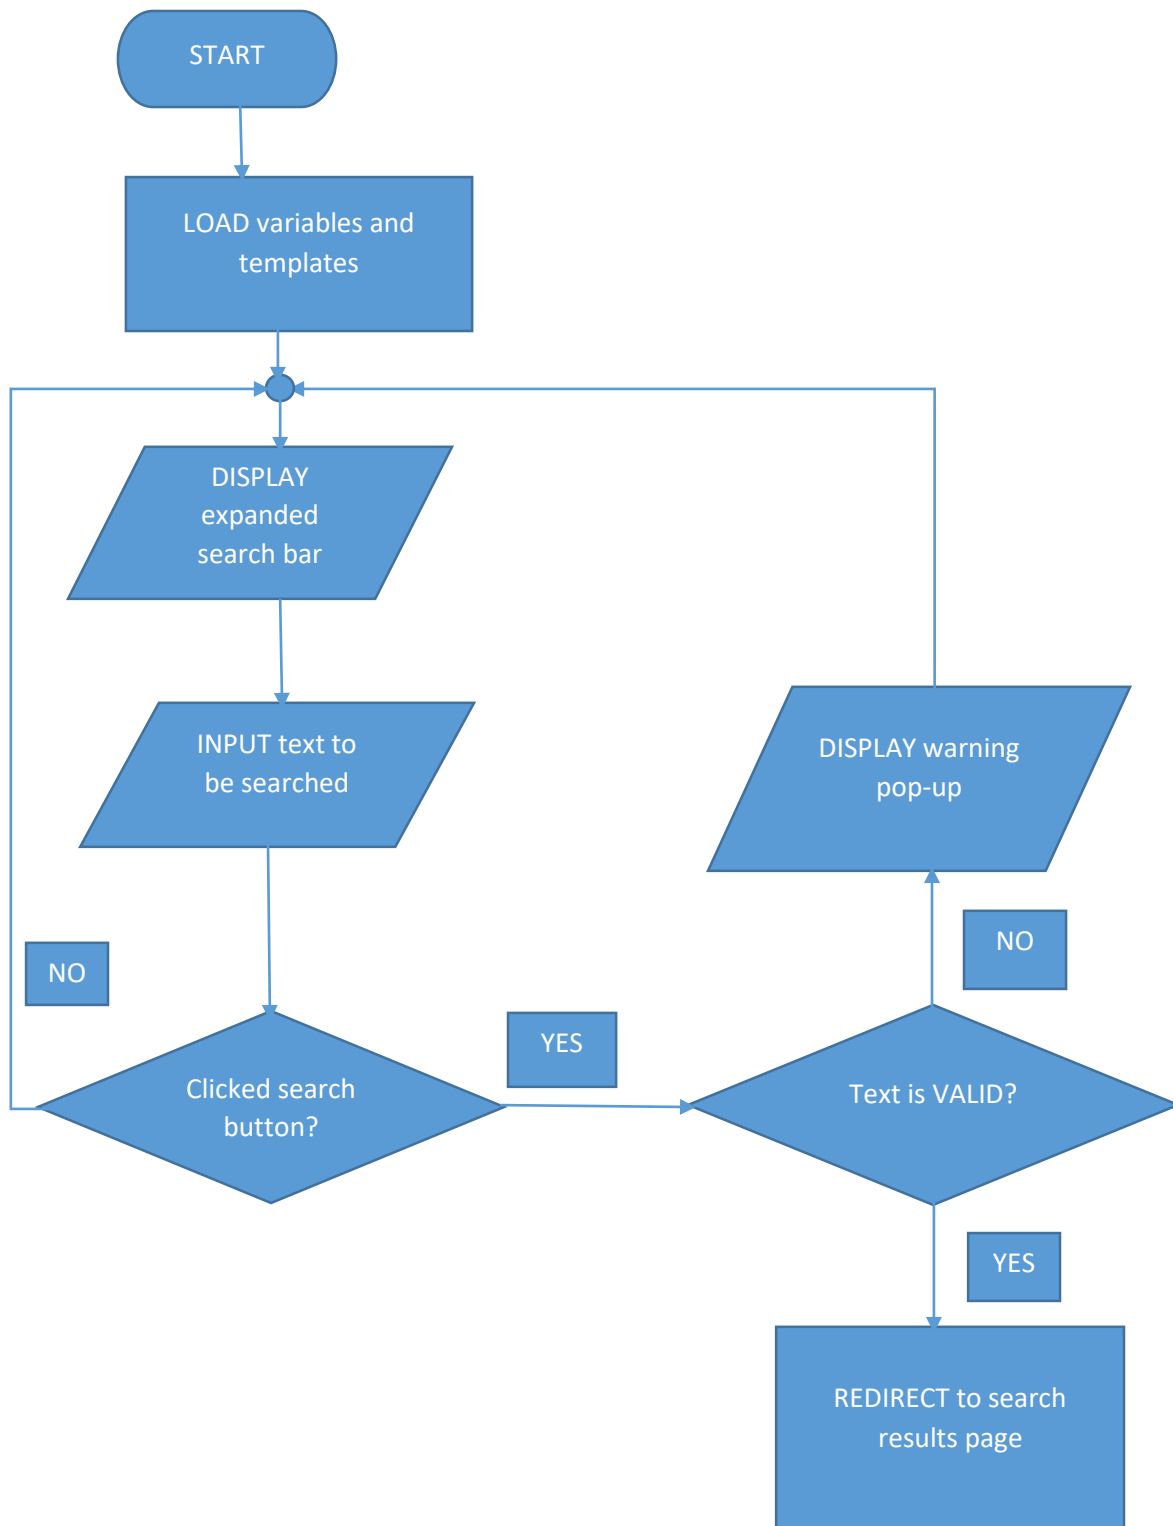 START
LOAD variables and
templates
DISPLAY
expanded
search bar
INPUT text to
be searched
DISPLAY warning
pop-up
NO
NO
YES
Clicked search
button?
Text is VALID?
YES
REDIRECT to search
results page